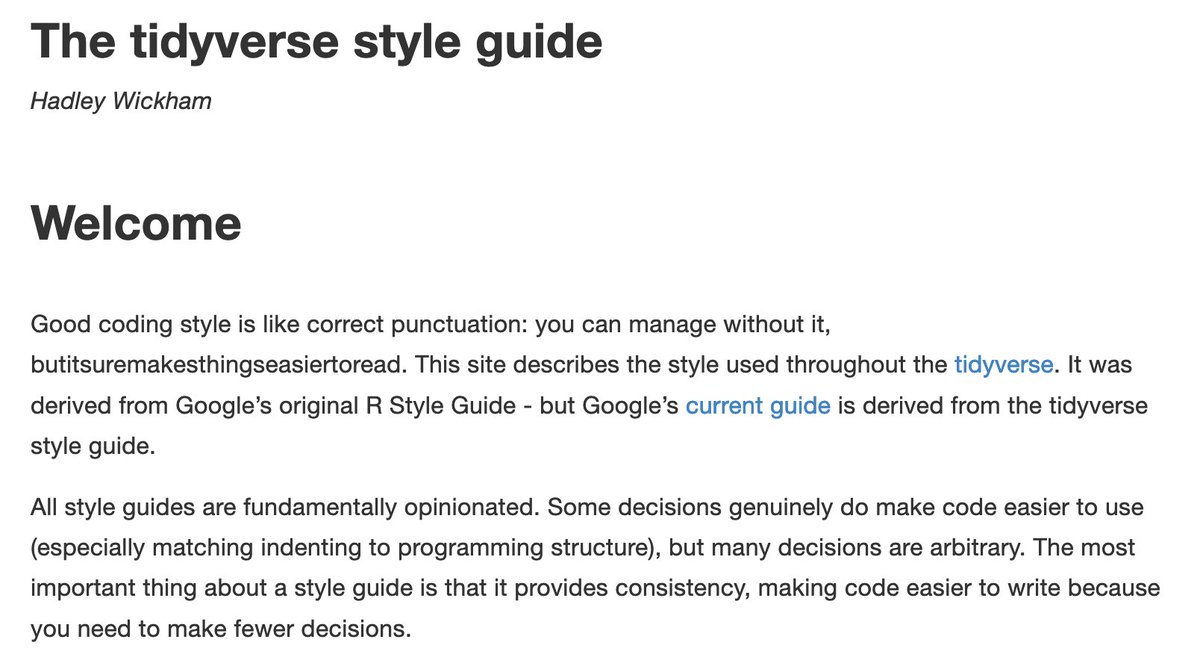 The tidyverse style guide
Hadley Wickham
Welcome
Good coding style is like correct punctuation: you can manage without it,
butitsuremakesthingseasiertoread. This site describes the style used throughout the tidyverse. It was
derived from Google’s original R Style Guide - but Google’s current guide is derived from the tidyverse
style guide.
All style guides are fundamentally opinionated. Some decisions genuinely do make code easier to use
(especially matching indenting to programming structure), but many decisions are arbitrary. The most
important thing about a style guide is that it provides consistency, making code easier to write because
you need to make fewer decisions.